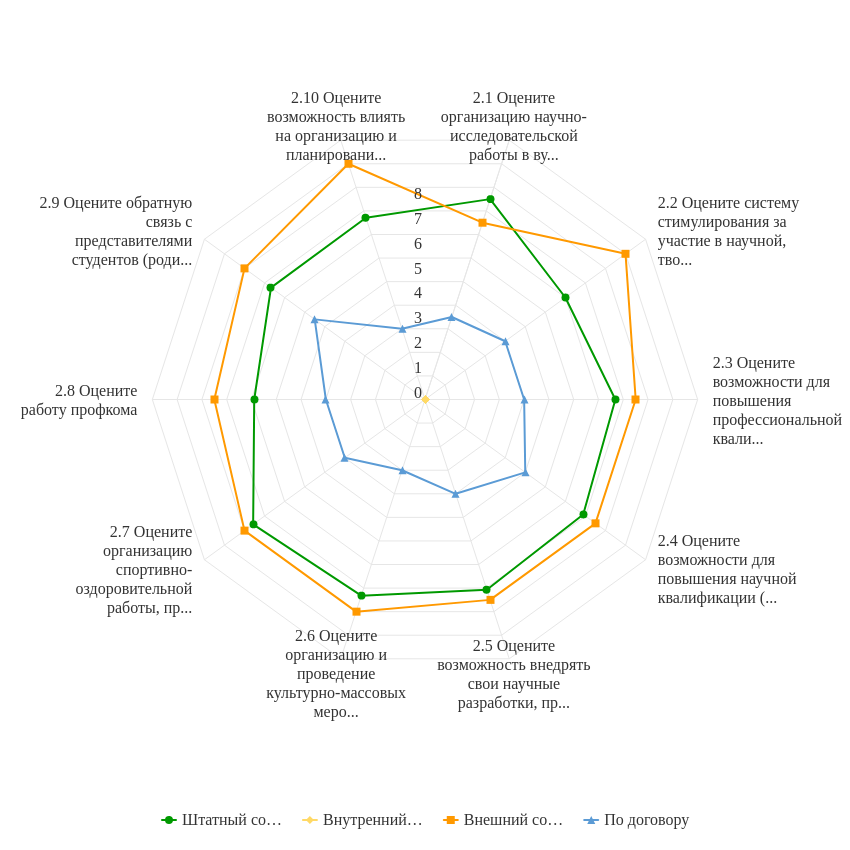 2.10 Оцените
возможность влиять
на организацию и
планировани...
2.1 Оцените
организацию научно-
исследовательской
работы в ву...
2.9 Оцените обратную
связь с
представителями
студентов (роди...
2.2 Оцените систему
стимулирования за
участие в научной,
тво...
8
7
6
5
4
3
2
1
0
2.8 Оцените
работу профкома
2.3 Оцените
возможности для
повышения
профессиональной
квали...
2.7 Оцените
организацию
спортивно-
оздоровительной
работы, пр...
2.4 Оцените
возможности для
повышения научной
квалификации (...
2.6 Оцените
организацию и
проведение
культурно-массовых
меро...
2.5 Оцените
возможность внедрять
свои научные
разработки, пр...
Штатный со… Внутренний… Внешний со… По договору